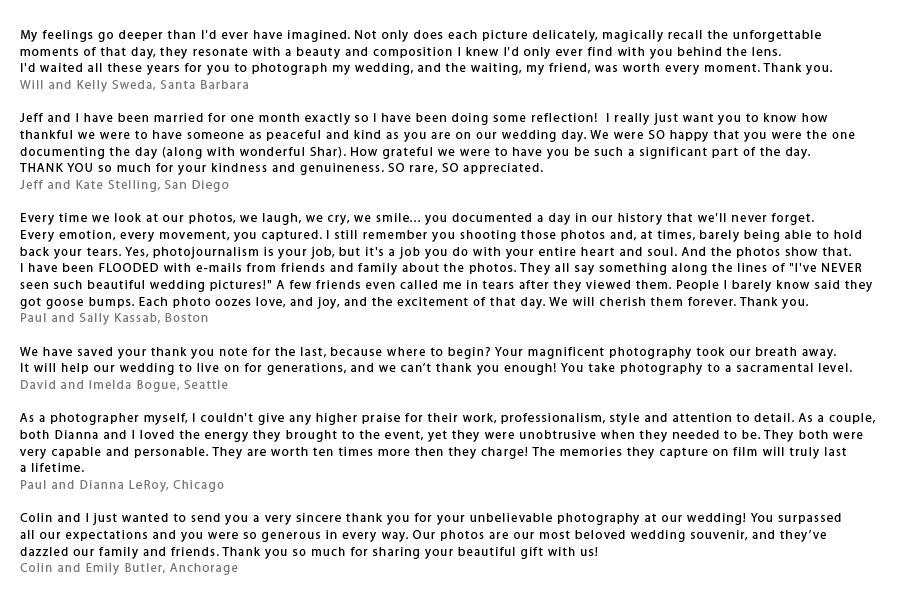 My feelings go deeper than I'd ever have imagined. Not only does each picture delicately, magically recall the unforgettable
moments of that day, they resonate with a beauty and composition I knew I'd only ever find with you behind the lens.
I'd waited all these years for you to photograph my wedding, and the waiting, my friend, was worth every moment. Thank you.
Will and Kelly Sweda, Santa Barbara
Jeff and I have been married for one month exactly so I have been doing some reflection!  I really just want you to know how
thankful we were to have someone as peaceful and kind as you are on our wedding day. We were SO happy that you were the one
documenting the day (along with wonderful Shar). How grateful we were to have you be such a significant part of the day.
THANK YOU so much for your kindness and genuineness. SO rare, SO appreciated.
Jeff and Kate Stelling, San Diego
Every time we look at our photos, we laugh, we cry, we smile... you documented a day in our history that we'll never forget.
Every emotion, every movement, you captured. I still remember you shooting those photos and, at times, barely being able to hold
back your tears. Yes, photojournalism is your job, but it's a job you do with your entire heart and soul. And the photos show that.
I have been FLOODED with e-mails from friends and family about the photos. They all say something along the lines of "I've NEVER
seen such beautiful wedding pictures!" A few friends even called me in tears after they viewed them. People I barely know said they
got goose bumps. Each photo oozes love, and joy, and the excitement of that day. We will cherish them forever. Thank you.
Paul and Sally Kassab, Boston
We have saved your thank you note for the last, because where to begin? Your magnificent photography took our breath away.
It will help our wedding to live on for generations, and we can’t thank you enough! You take photography to a sacramental level.
David and Imelda Bogue, Seattle
As a photographer myself, I couldn't give any higher praise for their work, professionalism, style and attention to detail. As a couple,
both Dianna and I loved the energy they brought to the event, yet they were unobtrusive when they needed to be. They both were
very capable and personable. They are worth ten times more then they charge! The memories they capture on film will truly last
a lifetime.
Paul and Dianna LeRoy, Chicago
Colin and I just wanted to send you a very sincere thank you for your unbelievable photography at our wedding! You surpassed
all our expectations and you were so generous in every way. Our photos are our most beloved wedding souvenir, and they’ve
dazzled our family and friends. Thank you so much for sharing your beautiful gift with us!
Colin and Emily Butler, Anchorage